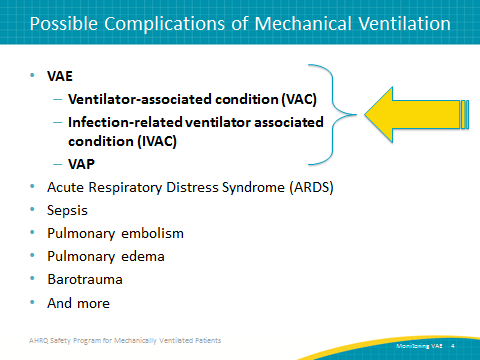 Possible Complications of Mechanical Ventilation
• VAE
– Ventilator-associated condition (VAC)
– Infection-related ventilator associated
condition (IVAC)
– VAP
• Acute Respiratory Distress Syndrome (ARDS)
• Sepsis
• Pulmonary embolism
• Pulmonary edema
• Barotrauma
• And more
AHRQ Safety Program for Mechanically Ventilated Patients
Monitoring VAE 4